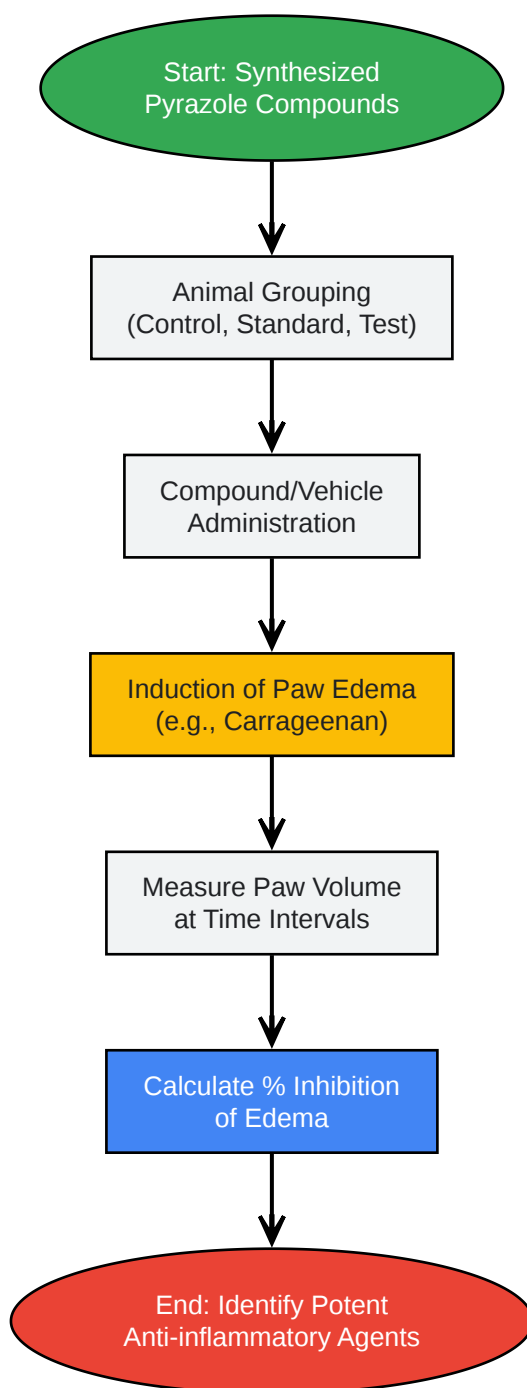 Start: Synthesized
Pyrazole Compounds
Animal Grouping
(Control, Standard, Test)
Compound/Vehicle
Administration
Induction of Paw Edema
(e.g., Carrageenan)
Measure Paw Volume
at Time Intervals
Calculate % Inhibition
of Edema
End: Identify Potent
Anti-inflammatory Agents